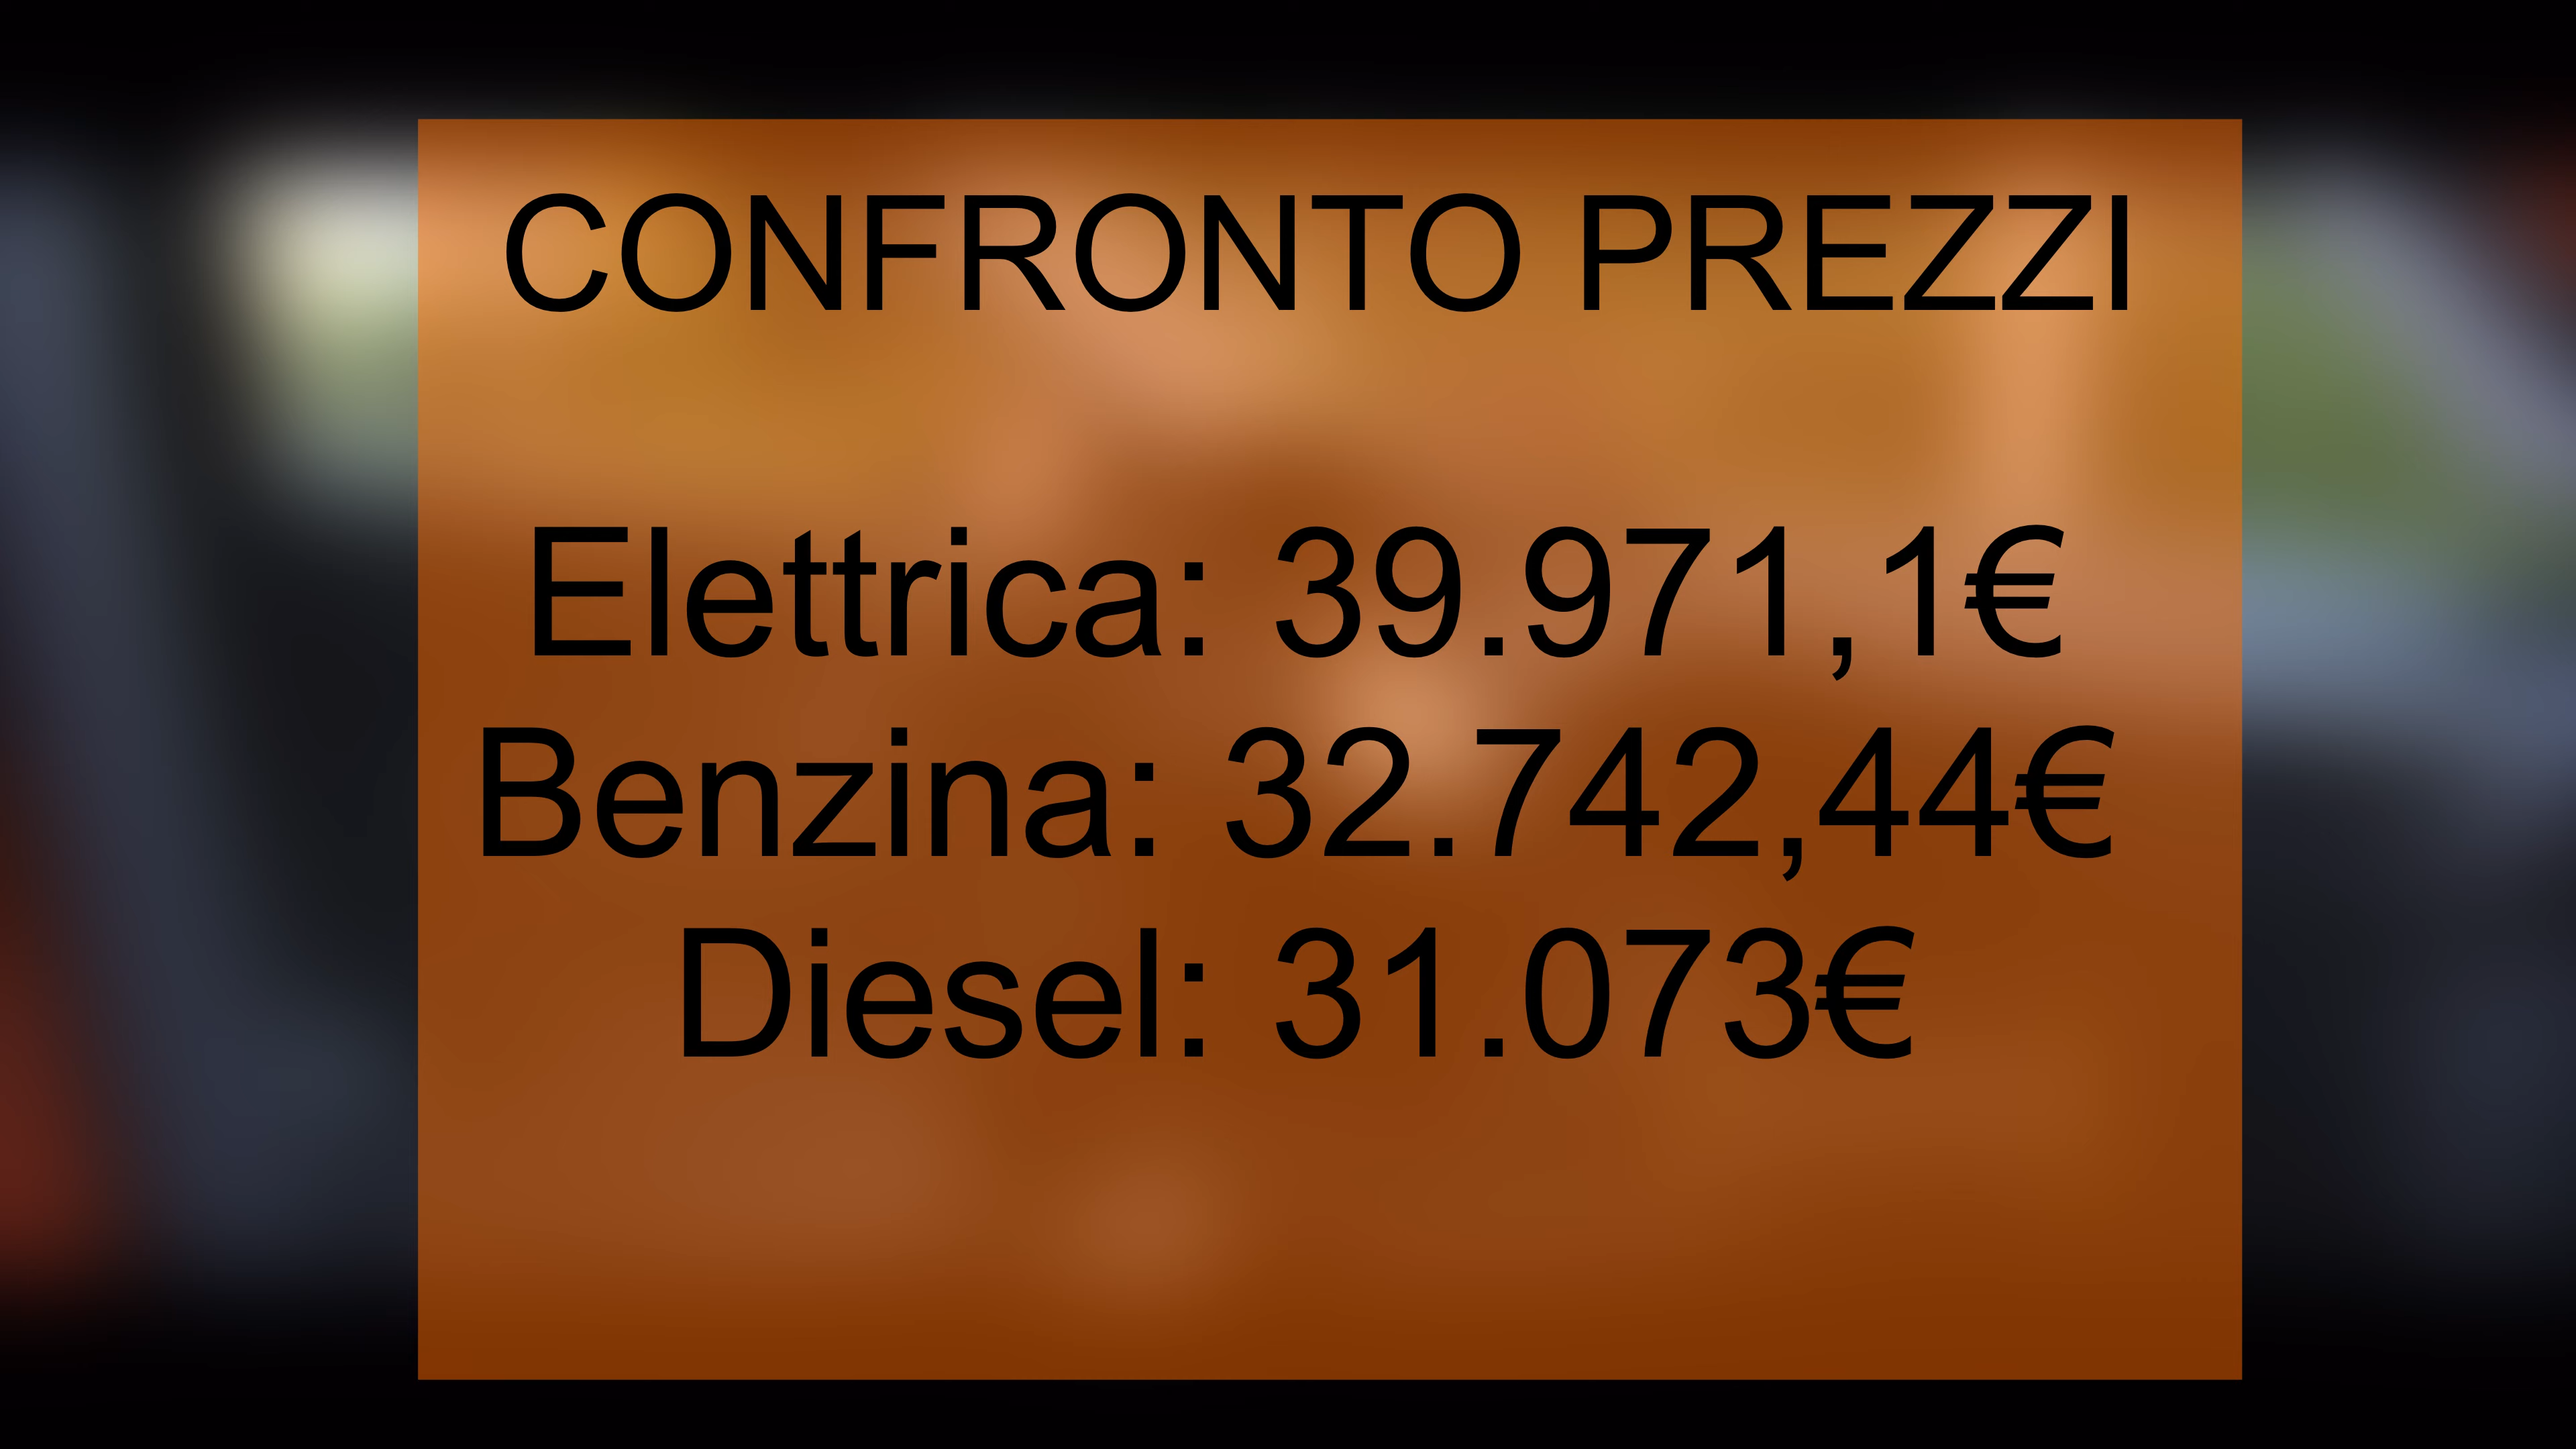 CONFRONTO PREZZI
Elettrica: 39.971,1€
Benzina: 32.742,44€
Diesel: 31.073€